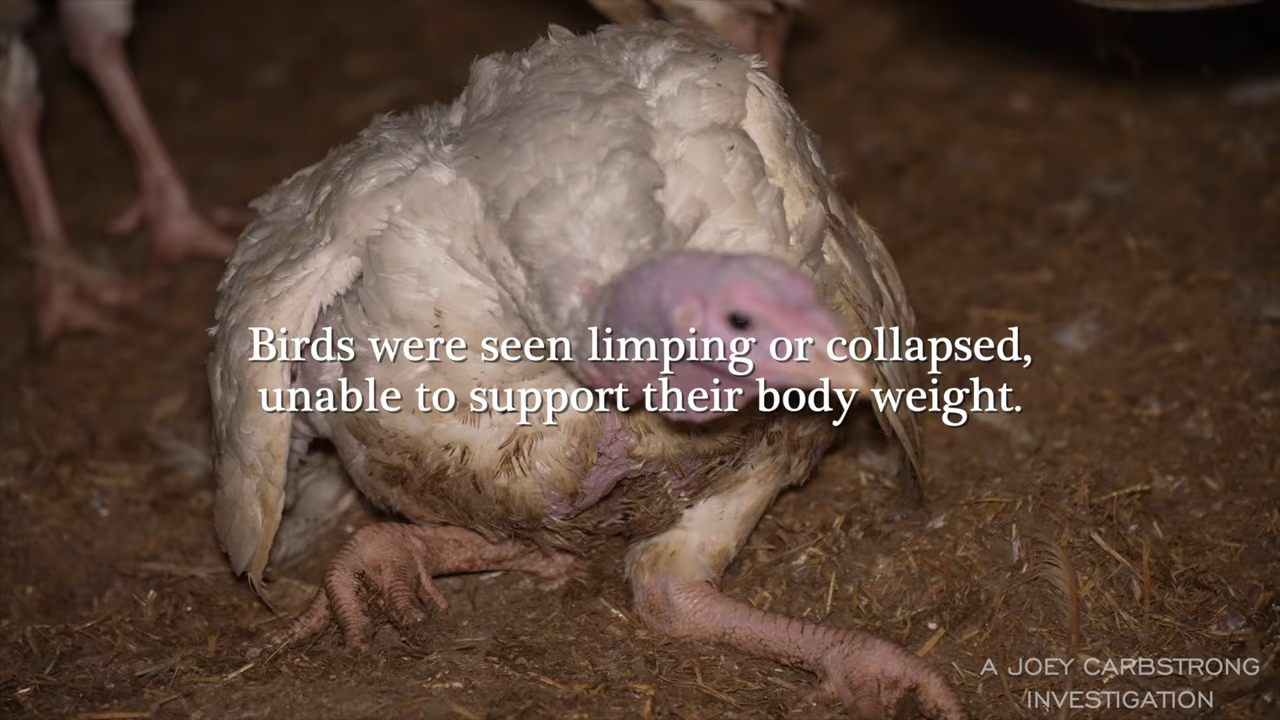 Birds were seen limping or collapsed,
unable to support their body weight.
A JOEY CARBSTRONG
INVESTIGATION